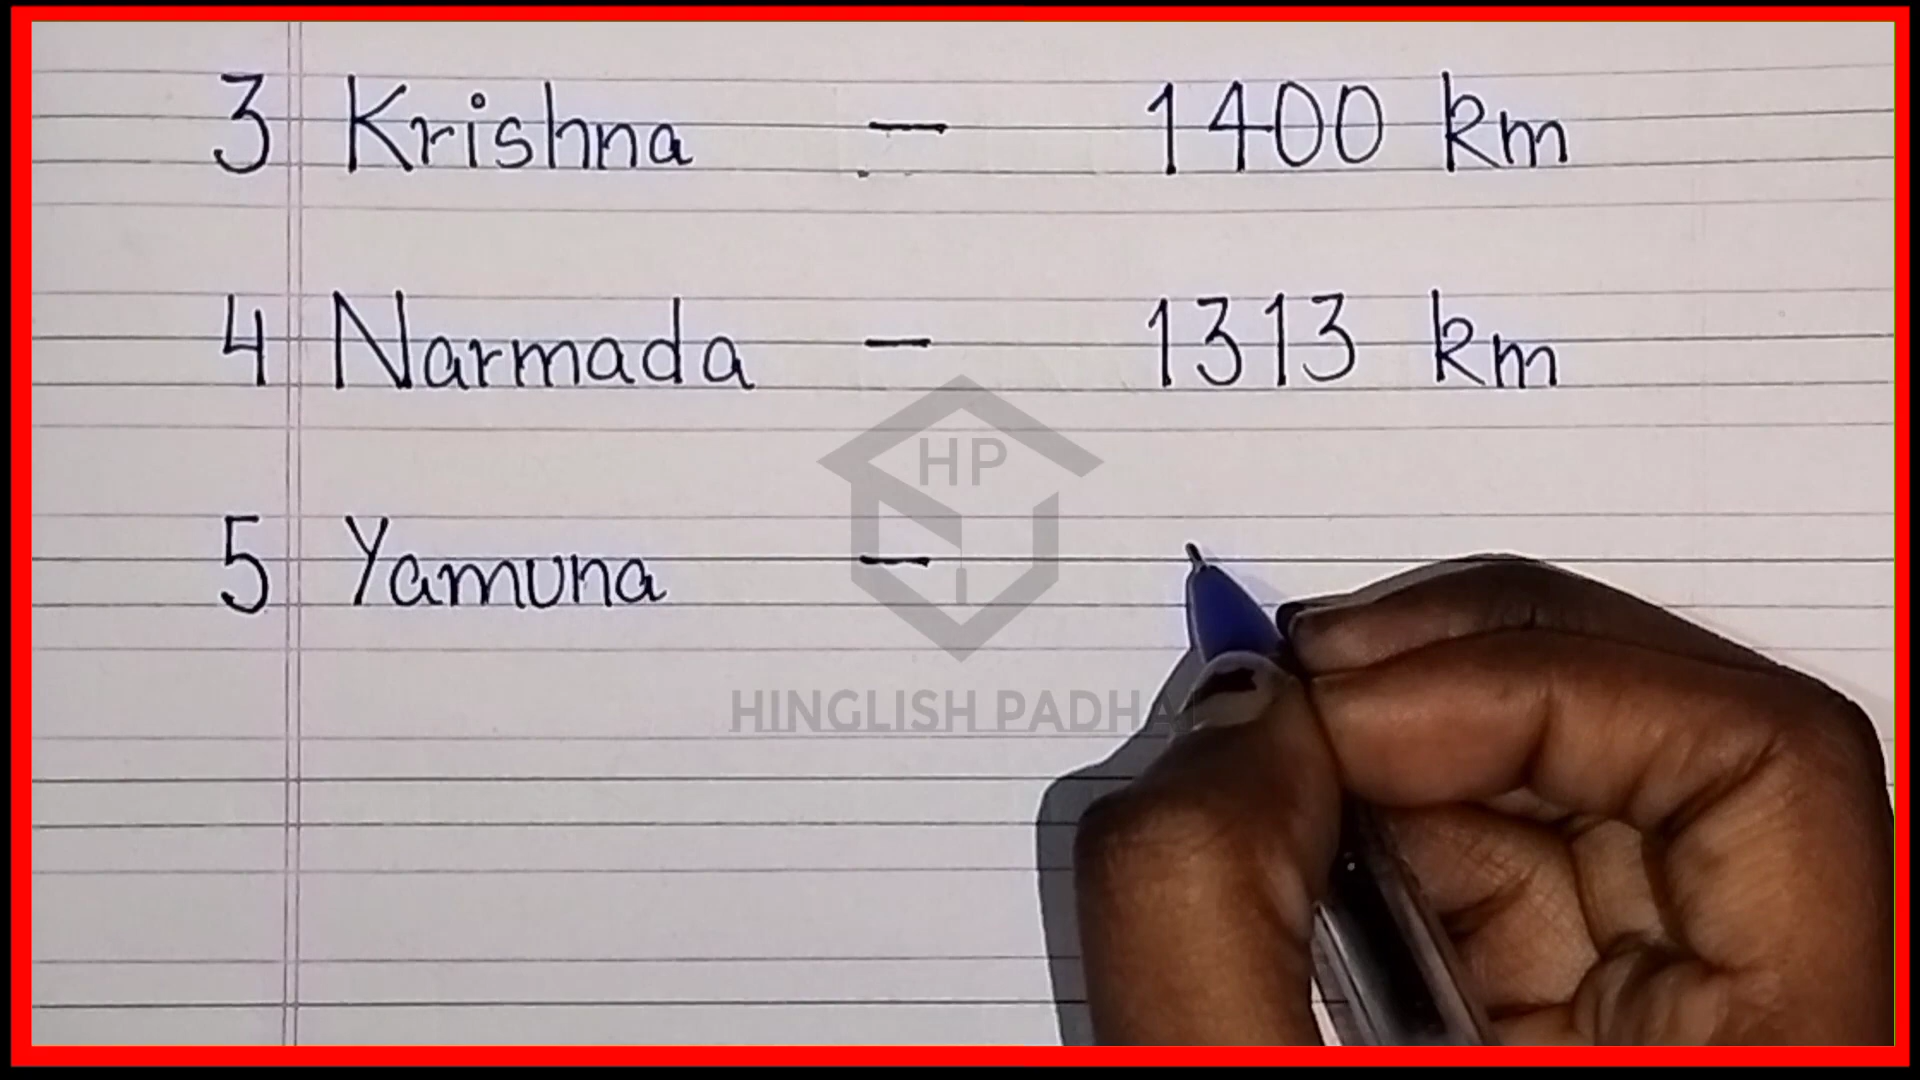 3 Krishna - 1400 km
4 Narmada - 1313 km
HP
5 Yamuna -
HINGLISH PADHAI